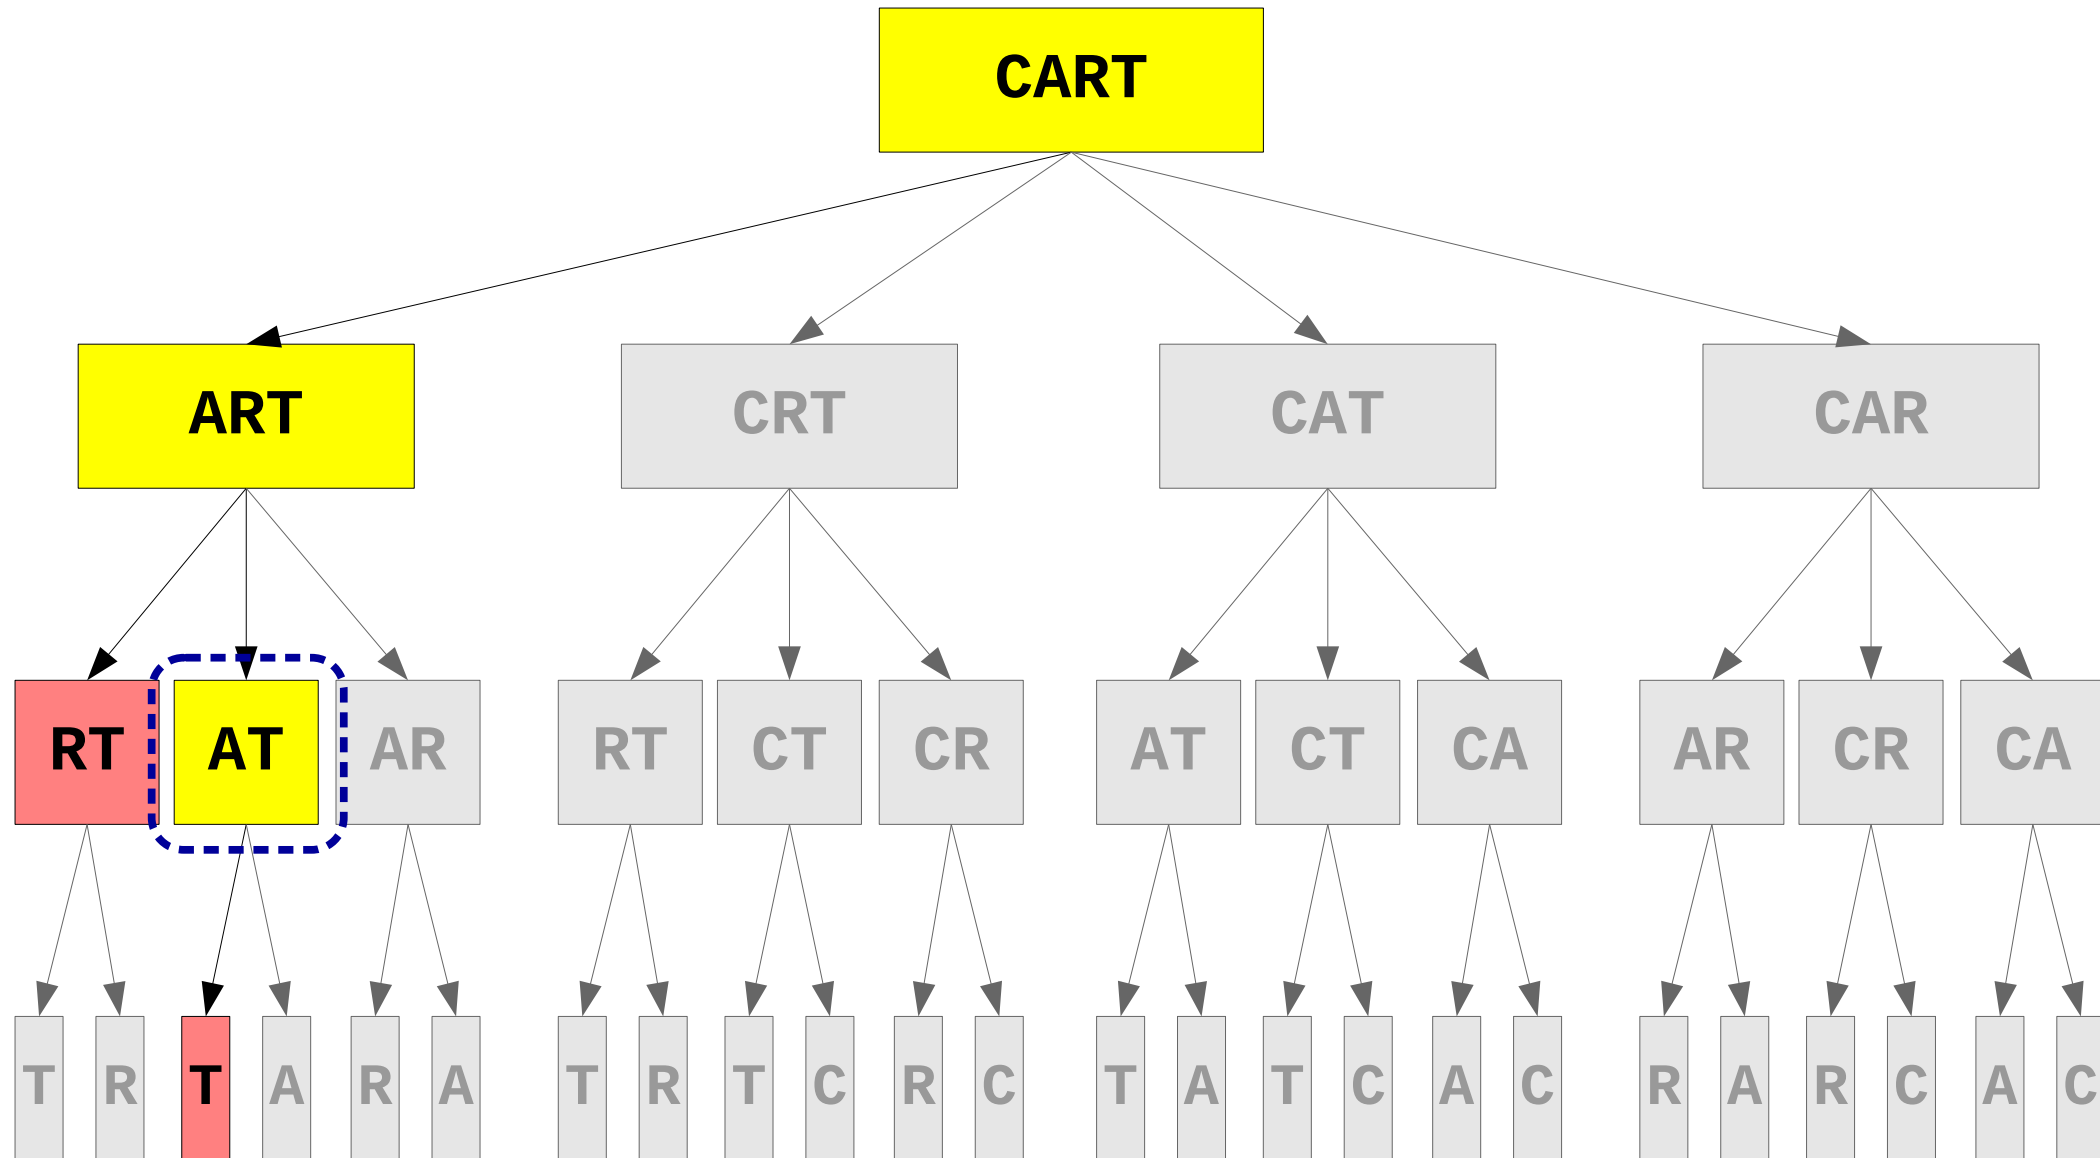 CART
ART CRT CAT CAR
RT AT AR RT CT CR AT CT CA AR CR CA
T R T A R A T R T C R C T A T C A C R A R C A C